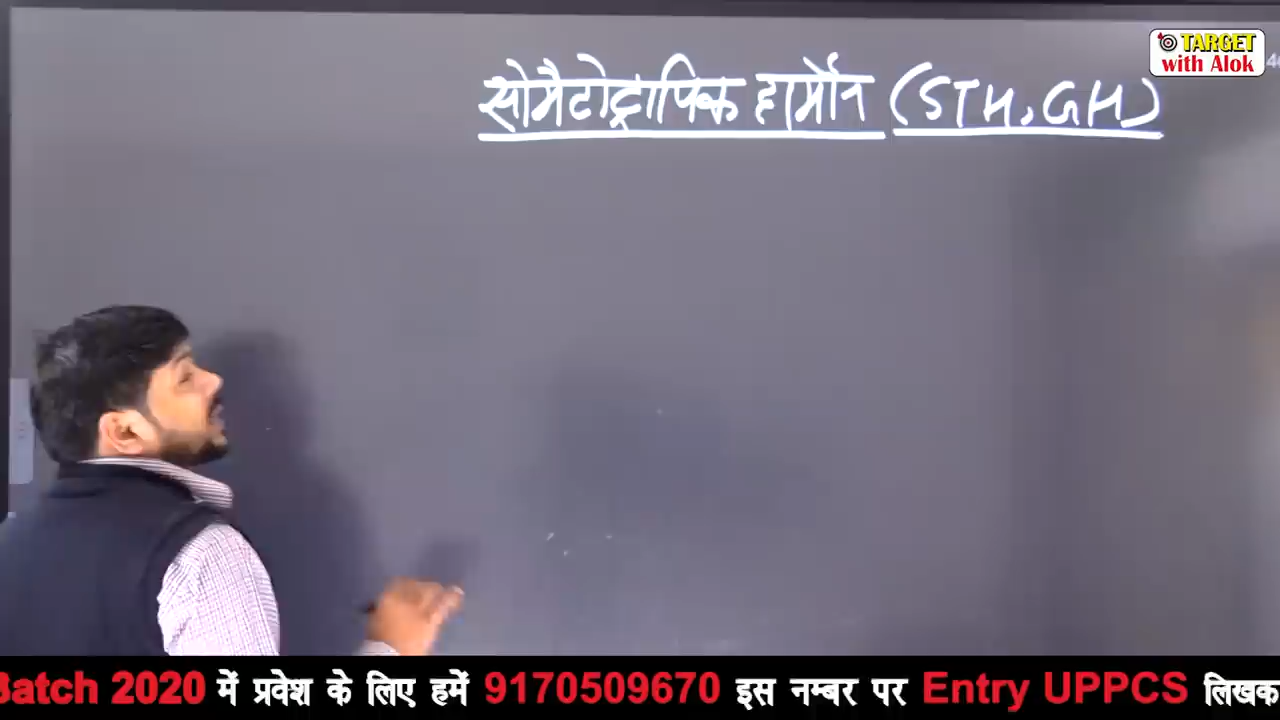 TARGET
with Alok
सोमैटोट्रापिक हार्मोन (STH, GH)
Batch 2020 में प्रवेश के लिए हमें 9170509670 इस नम्बर पर Entry UPPCS लिखक